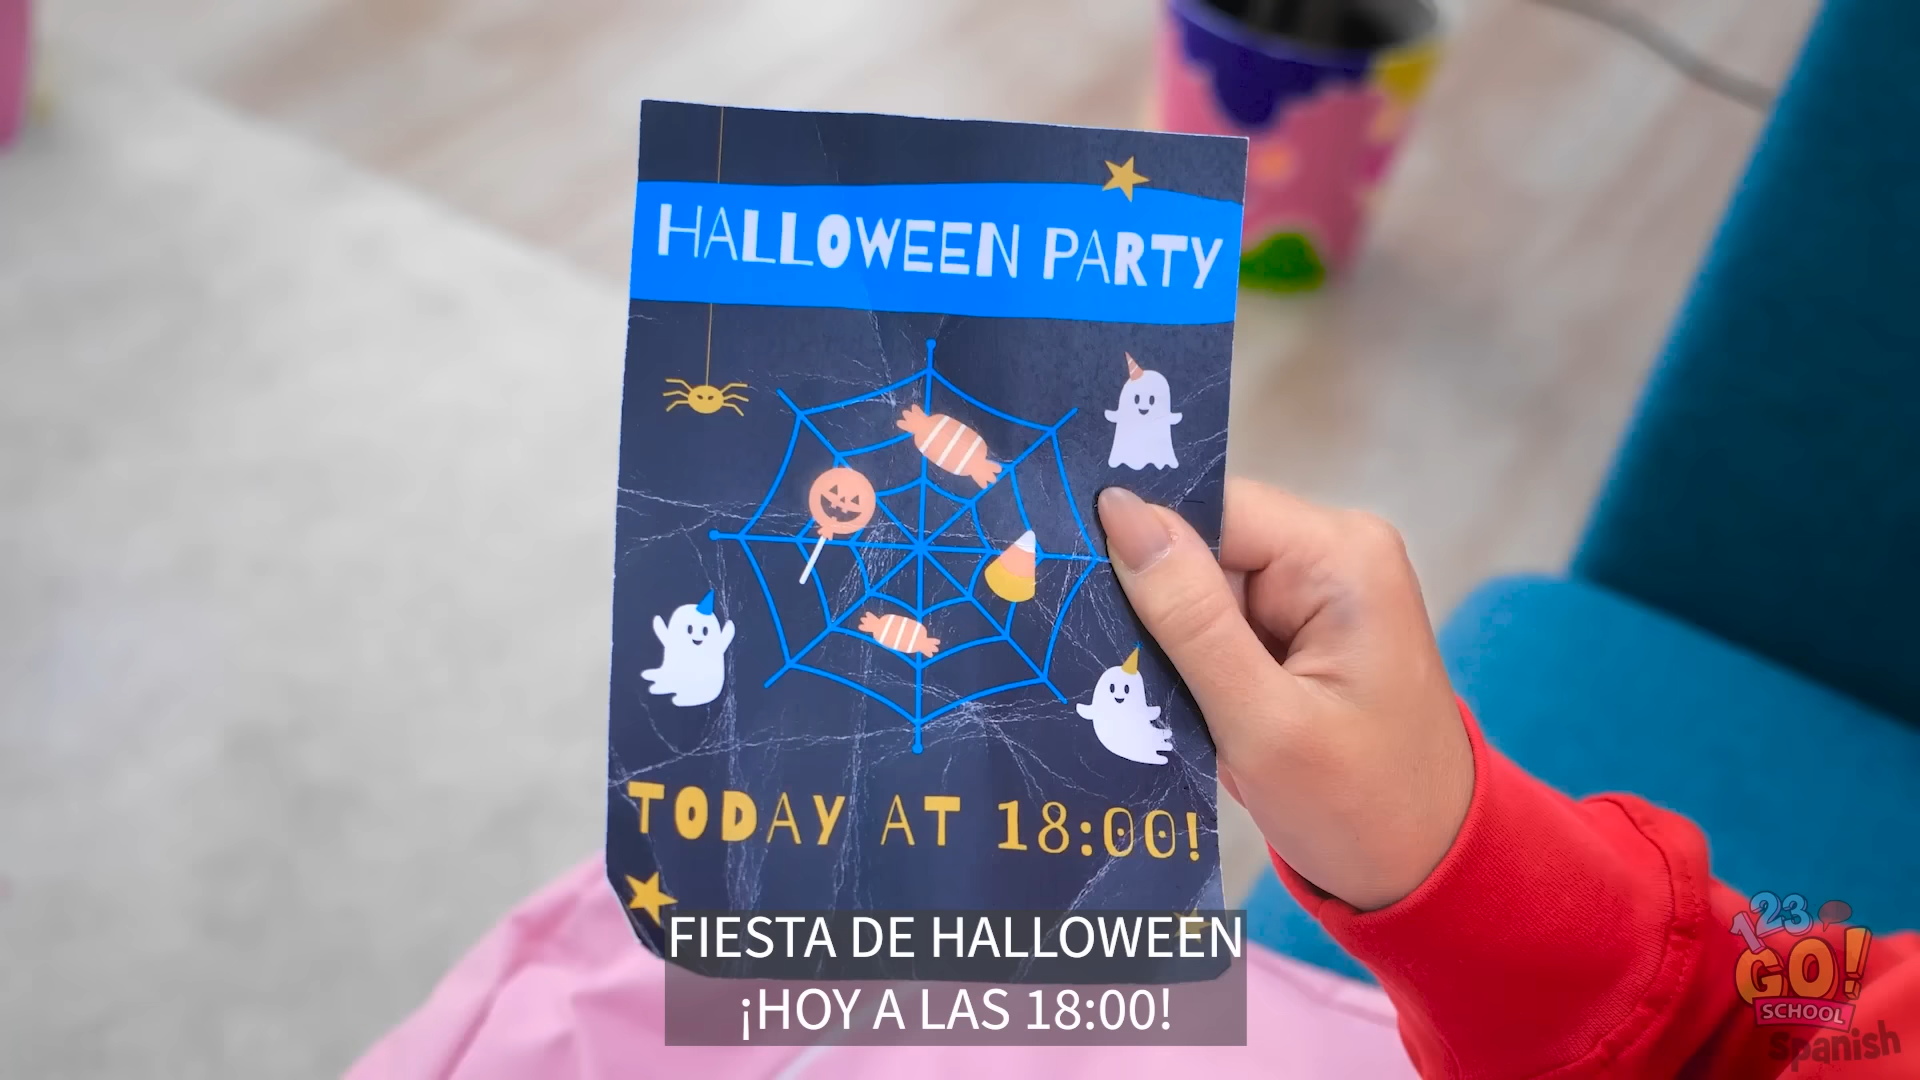 HALLOWEEN PARTY
TODAY AT 18:00!
FIESTA DE HALLOWEEN
¡HOY A LAS 18:00!
123
GO!
SCHOOL
Spanish